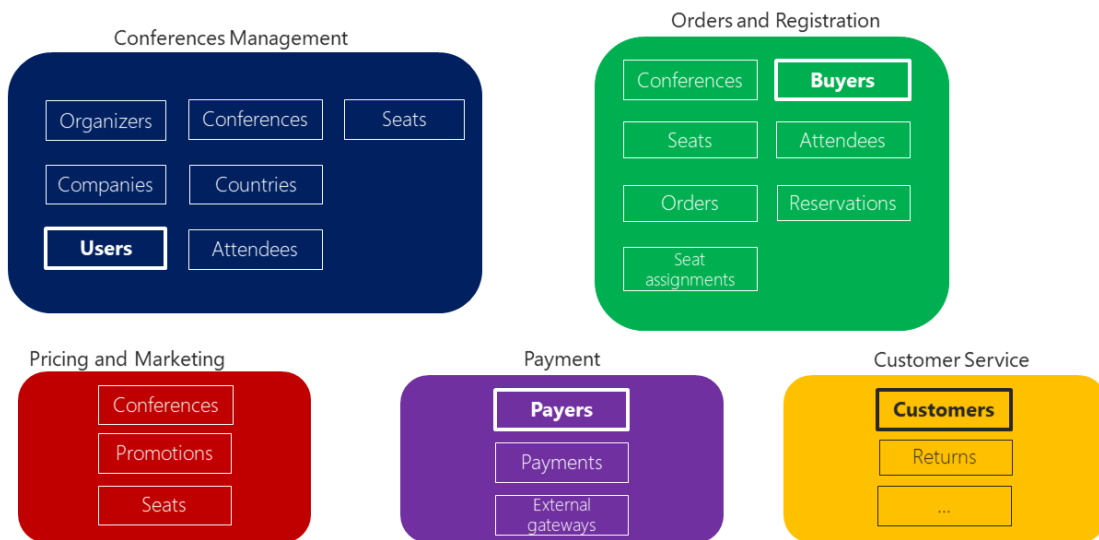 Conferences Management
Organizers
Conferences
Seats
Companies
Countries
Users
Attendees
Orders and Registration
Conferences
Buyers
Seats
Attendees
Orders
Reservations
Seat
assignments
Pricing and Marketing
Conferences
Promotions
Seats
Payment
Payers
Payments
External
gateways
Customer Service
Customers
Returns
...